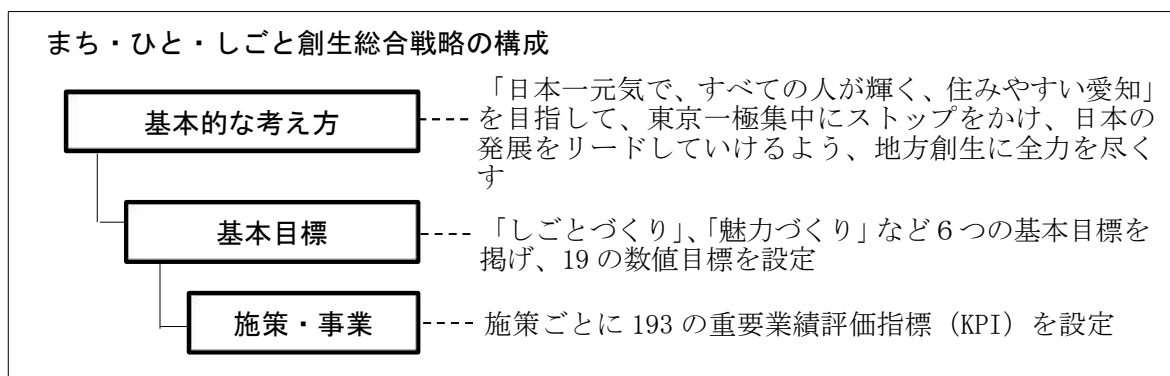 まち・ひと・しごと創生総合戦略の構成
基本的な考え方
「日本一元気で、すべての人が輝く、住みやすい愛知」
を目指して、東京一極集中にストップをかけ、日本の
発展をリードしていけるよう、地方創生に全力を尽く
す
基本目標
「しごとづくり」、「魅力づくり」など６つの基本目標を
掲げ、19 の数値目標を設定
施策・事業
施策ごとに 193 の重要業績評価指標（KPI）を設定